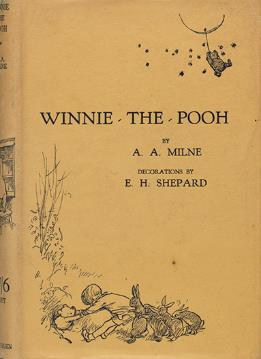 WINNIE-THE-POOH
BY
A. A. MILNE
DECORATIONS BY
E. H. SHEPARD